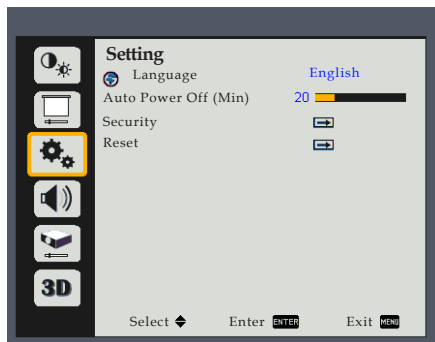 Setting
Language English
Auto Power Off (Min) 20
Security
Reset
3D
Select Enter ENTER Exit MENU